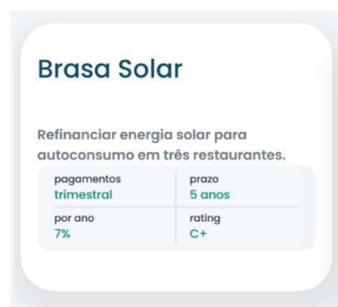 Brasa Solar
Refinanciar energia solar para
autoconsumo em três restaurantes.
pagamentos
trimestral
prazo
5 anos
por ano
7%
rating
C+